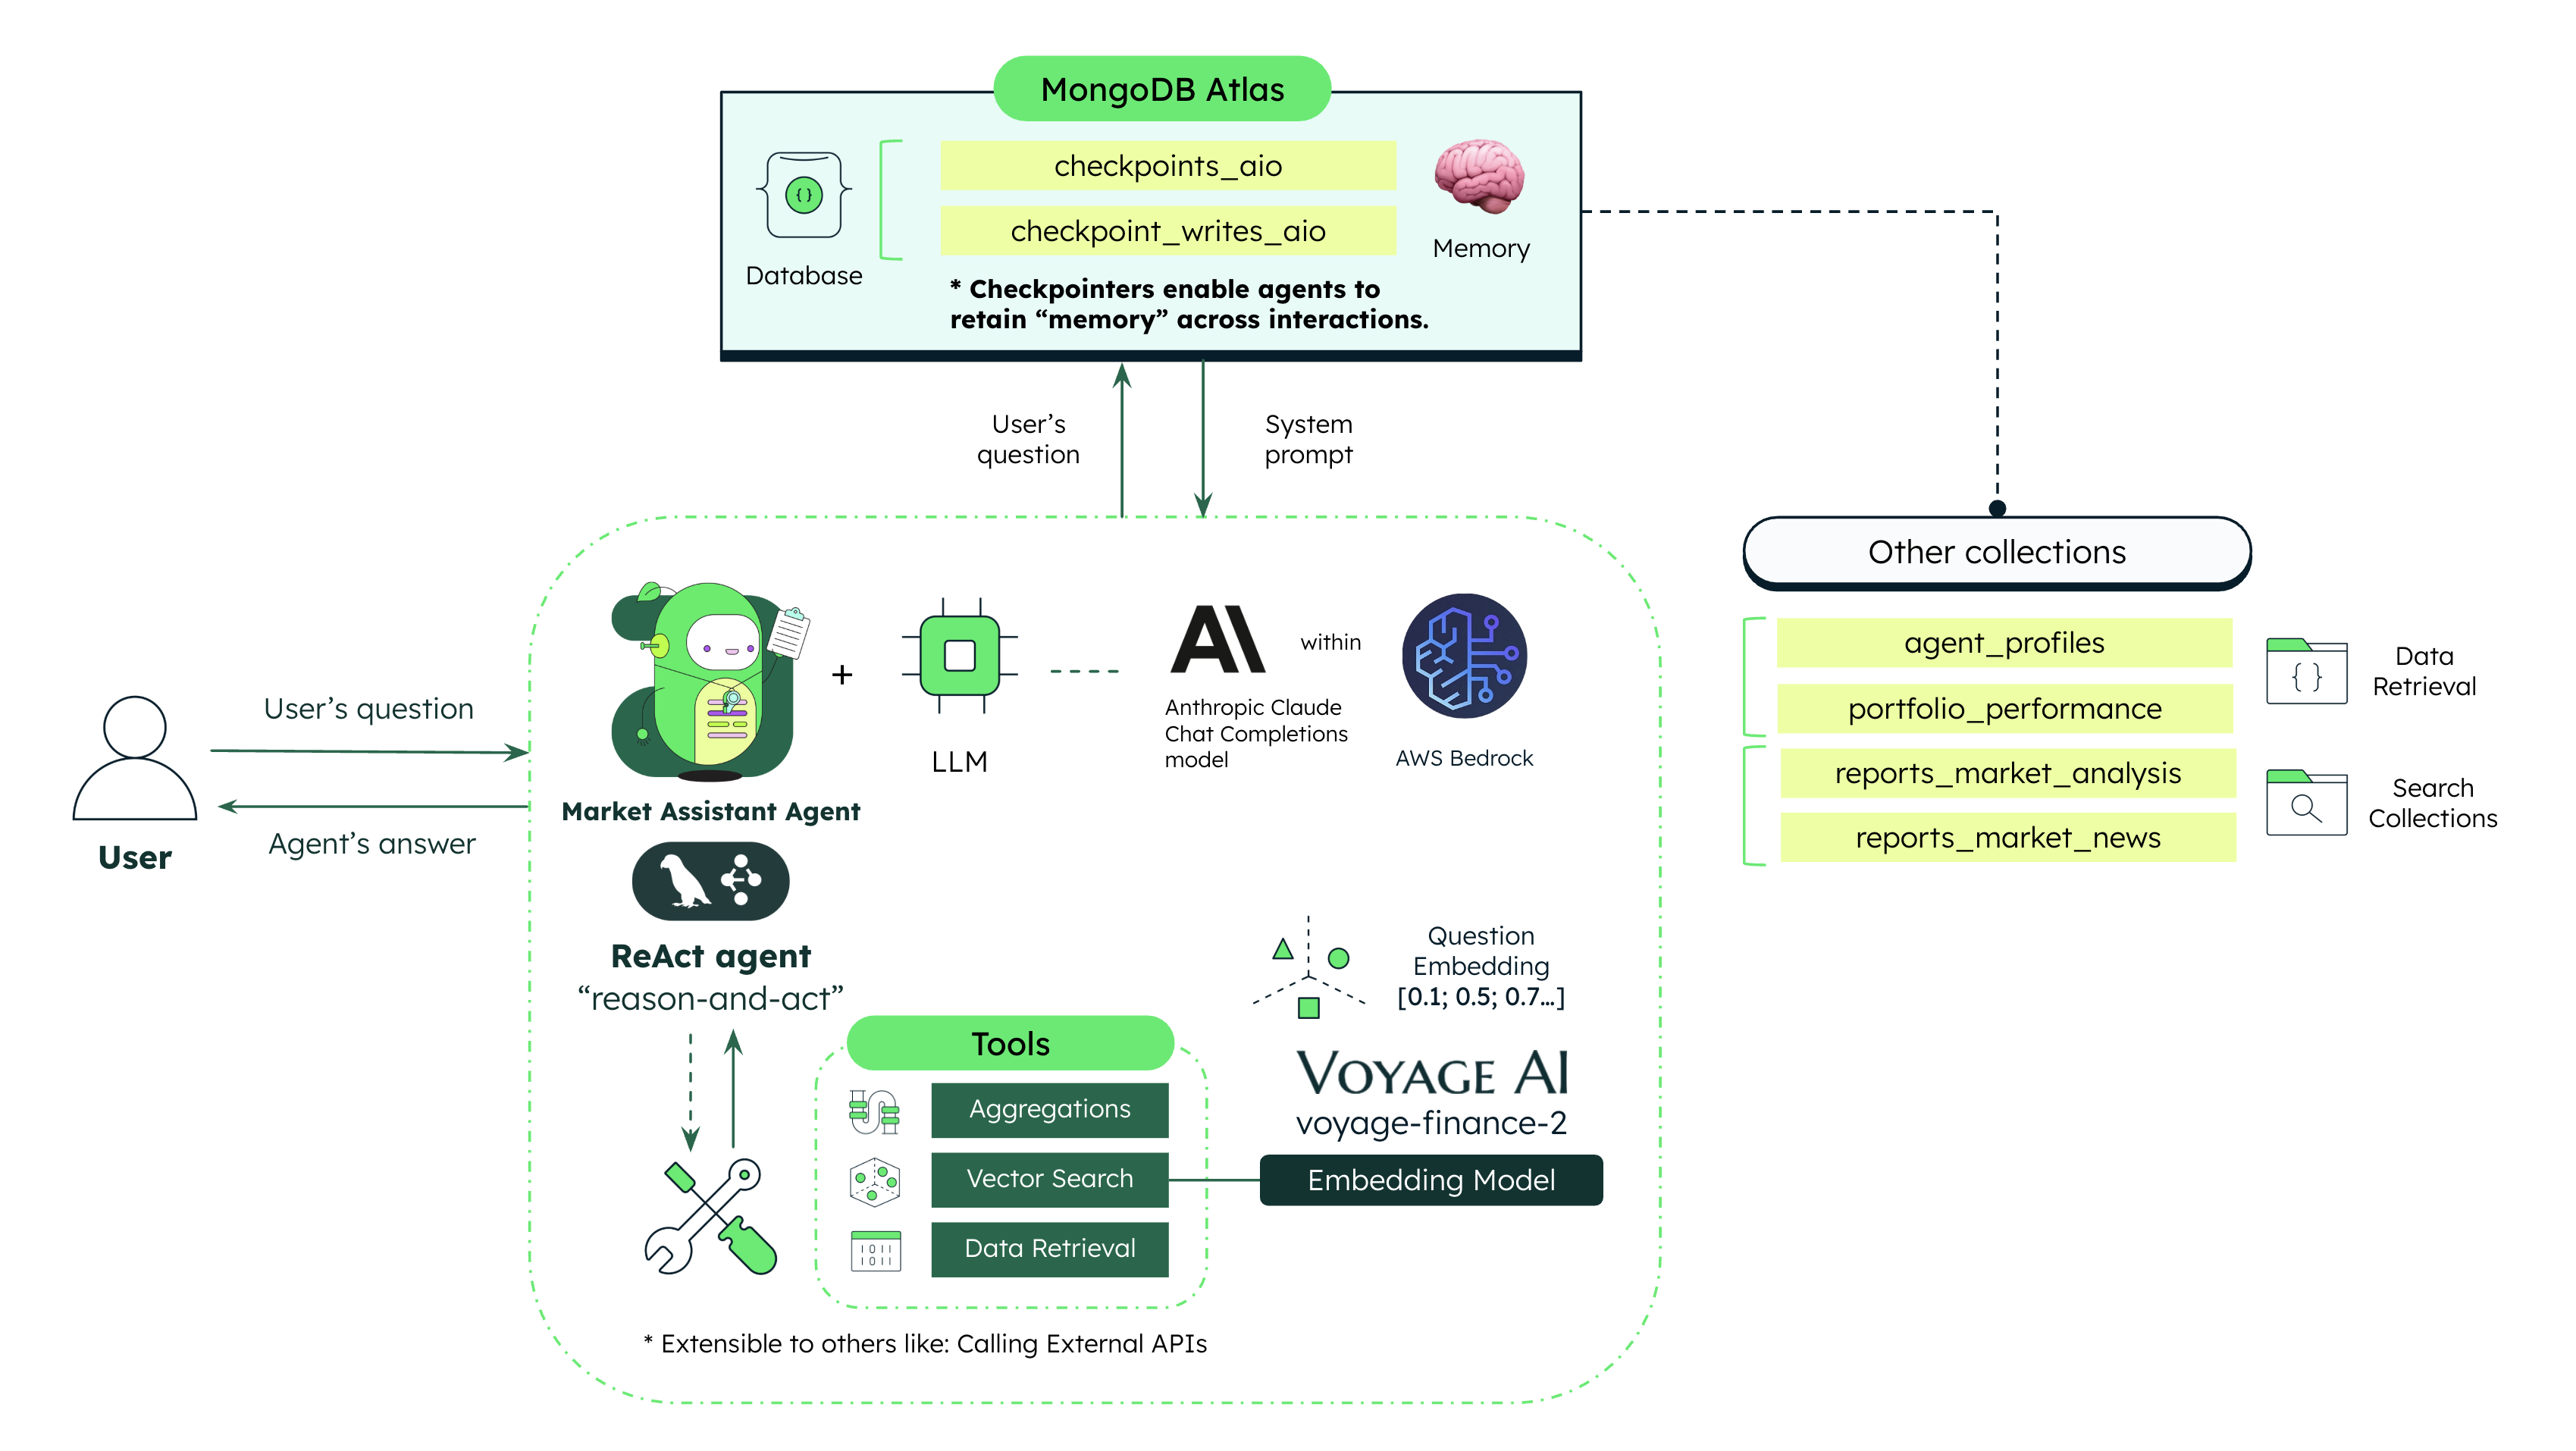 MongoDB Atlas
checkpoints_aio
checkpoint_writes_aio
Database
Memory
* Checkpointers enable agents to
retain “memory” across interactions.
User’s
question
System
prompt
Other collections
agent_profiles
portfolio_performance
Data
Retrieval
reports_market_analysis
reports_market_news
Search
Collections
User’s question
Agent’s answer
User
+
LLM
AI
within
Anthropic Claude
Chat Completions
model
AWS Bedrock
Market Assistant Agent
ReAct agent
“reason-and-act”
Question
Embedding
[0.1; 0.5; 0.7...]
VOYAGE AI
voyage-finance-2
Embedding Model
Tools
Aggregations
Vector Search
Data Retrieval
* Extensible to others like: Calling External APIs